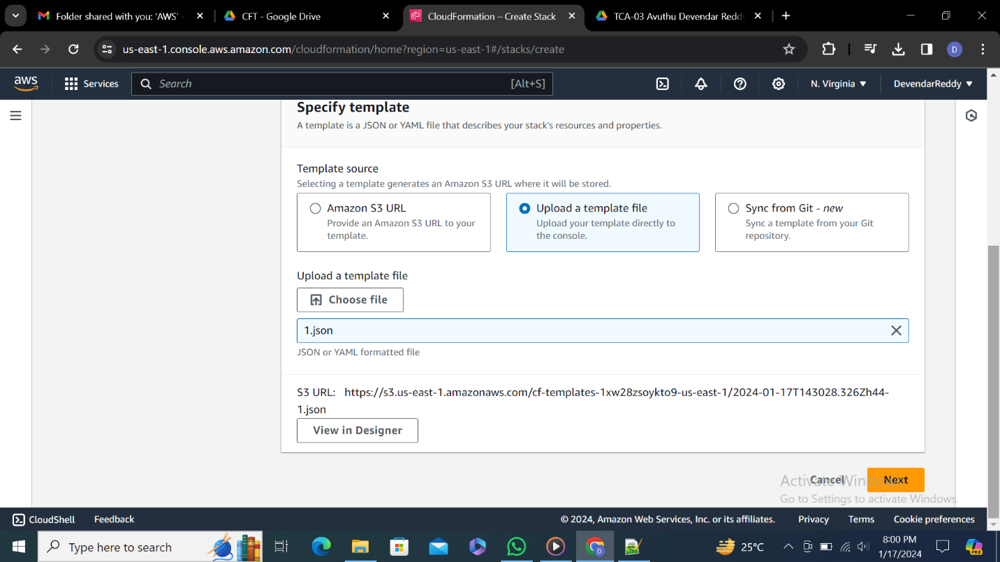 Folder shared with you: ‘AWS’ -
CFT - Google Drive
CloudFormation – Create Stack
TCA-03 Avuthu Devendar Reddy
us-east-1.console.aws.amazon.com/cloudformation/home?region=us-east-1#/stacks/create
D
aws
Services
Search
[Alt+S]
N. Virginia
DevendarReddy
Specify template
A template is a JSON or YAML file that describes your stack's resources and properties.
Template source
Selecting a template generates an Amazon S3 URL where it will be stored.
Amazon S3 URL
Provide an Amazon S3 URL to your
template.
Upload a template file
Upload your template directly to
the console.
Sync from Git - new
Sync a template from your Git
repository.
Upload a template file
Choose file
1.json
JSON or YAML formatted file
S3 URL: https://s3.us-east-1.amazonaws.com/cf-templates-1xw28zsoykto9-us-east-1/2024-01-17T143028.326Zh44-
1.json
View in Designer
Cancel
Next
Activate Windows
Go to Settings to activate Windows.
CloudShell
Feedback
© 2024, Amazon Web Services, Inc. or its affiliates.
Privacy
Terms
Cookie preferences
Type here to search
D
25°C
8:00 PM
1/17/2024
PRE